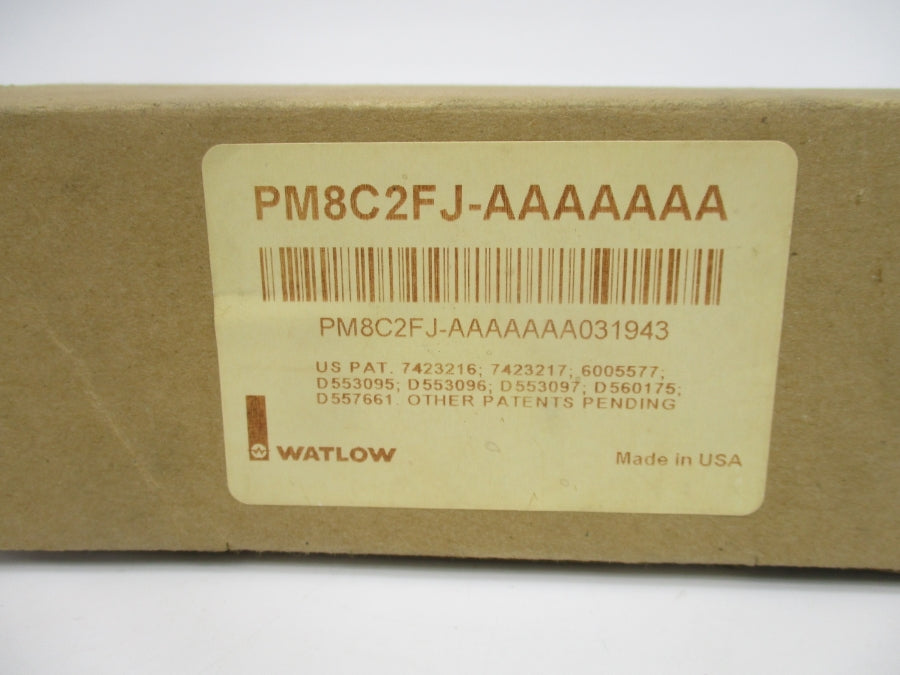 PM8C2FJ-AAAAAAA
PM8C2FJ-AAAAAAA031943
US PAT. 7423216; 7423217; 6005577;
D553095; D553096; D553097; D560175;
D557661. OTHER PATENTS PENDING
WATLOW
Made in USA